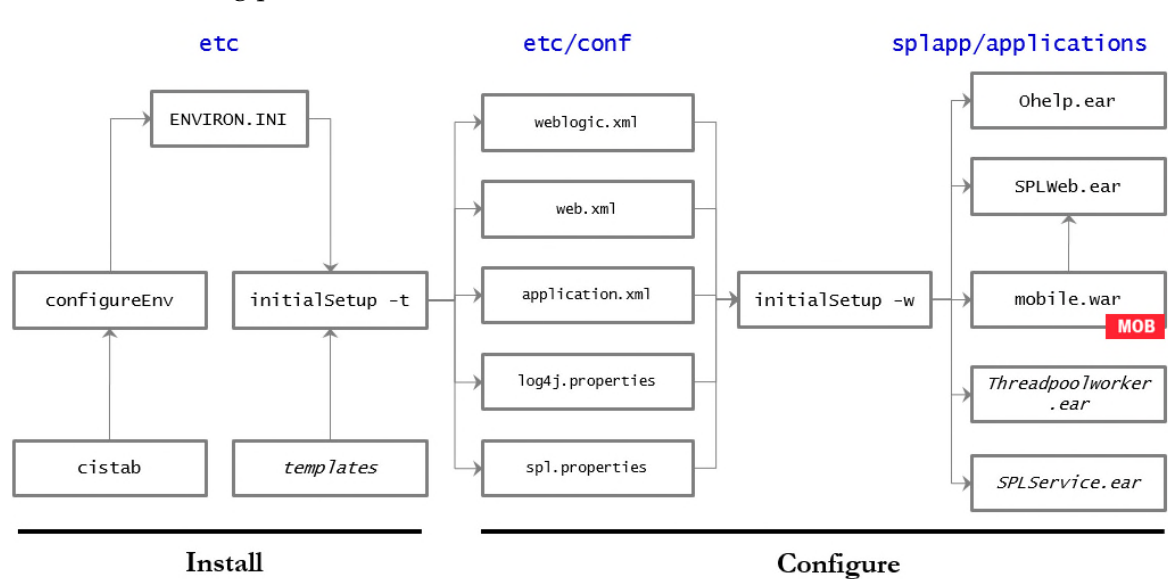 etc
etc/conf
splapp/applications
ENVIRON.INI
configureEnv
cistab
initialSetup -t
templates
weblogic.xml
web.xml
application.xml
log4j.properties
spl.properties
initialSetup -w
Ohelp.ear
SPLWeb.ear
mobile.war
MOB
Threadpoolworker
.ear
SPLService.ear
Install
Configure